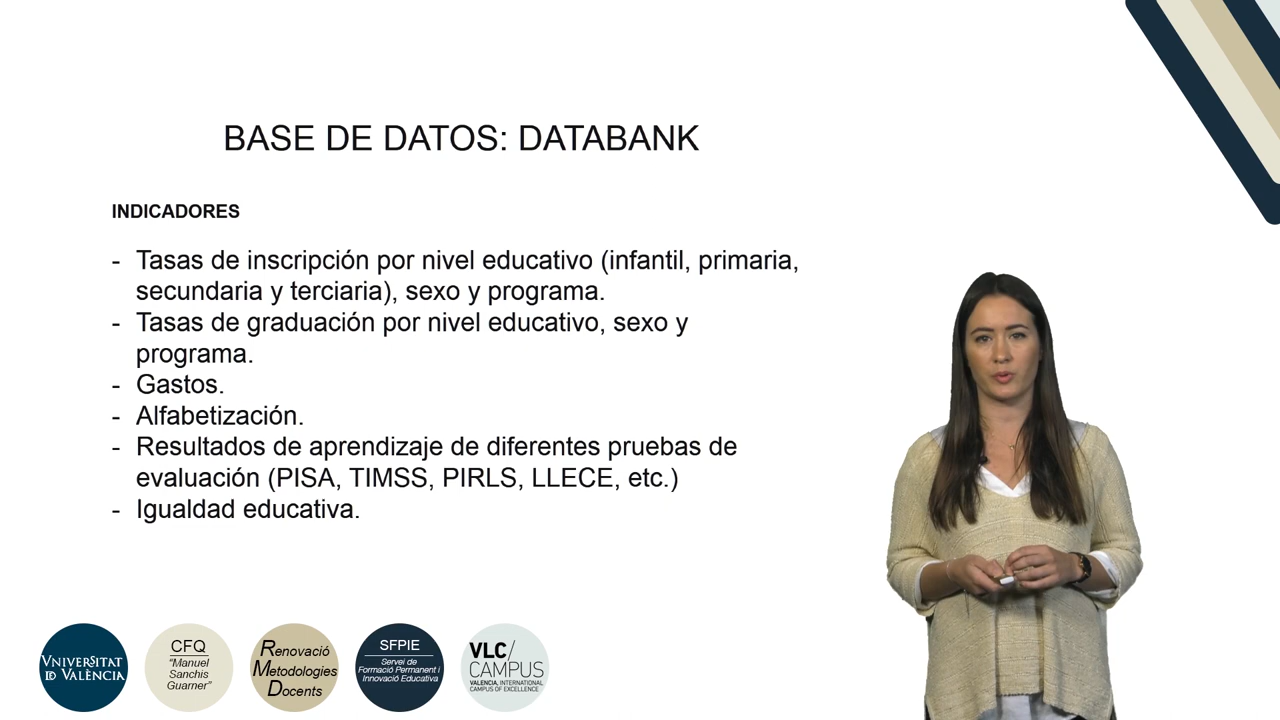 BASE DE DATOS: DATABANK
INDICADORES
- Tasas de inscripción por nivel educativo (infantil, primaria,
secundaria y terciaria), sexo y programa.
- Tasas de graduación por nivel educativo, sexo y
programa.
- Gastos.
- Alfabetización.
- Resultados de aprendizaje de diferentes pruebas de
evaluación (PISA, TIMSS, PIRLS, LLECE, etc.)
- Igualdad educativa.
VNIVERSITAT
ID VALÈNCIA
CFQ
"Manuel
Sanchis
Guarner"
Renovació
Metodologies
Docents
SFPIE
Servei de
Formació Permanent i
Innovació Educativa
VLC/
CAMPUS
VALENCIA, INTERNATIONAL
CAMPUS OF EXCELLENCE